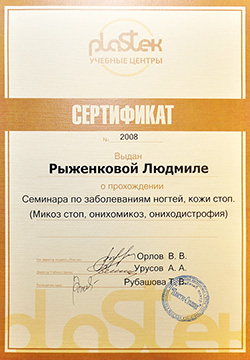 plastek
УЧЕБНЫЕ ЦЕНТРЫ
СЕРТИФИКАТ
№ 2008
Выдан
Рыженковой Людмиле
о прохождении
Семинара по заболеваниям ногтей, кожи стоп.
(Микоз стоп, онихомикоз, ониходистрофия)
Орлов В. В.
Урусов А. А.
Рубашова Т. В.
plastek